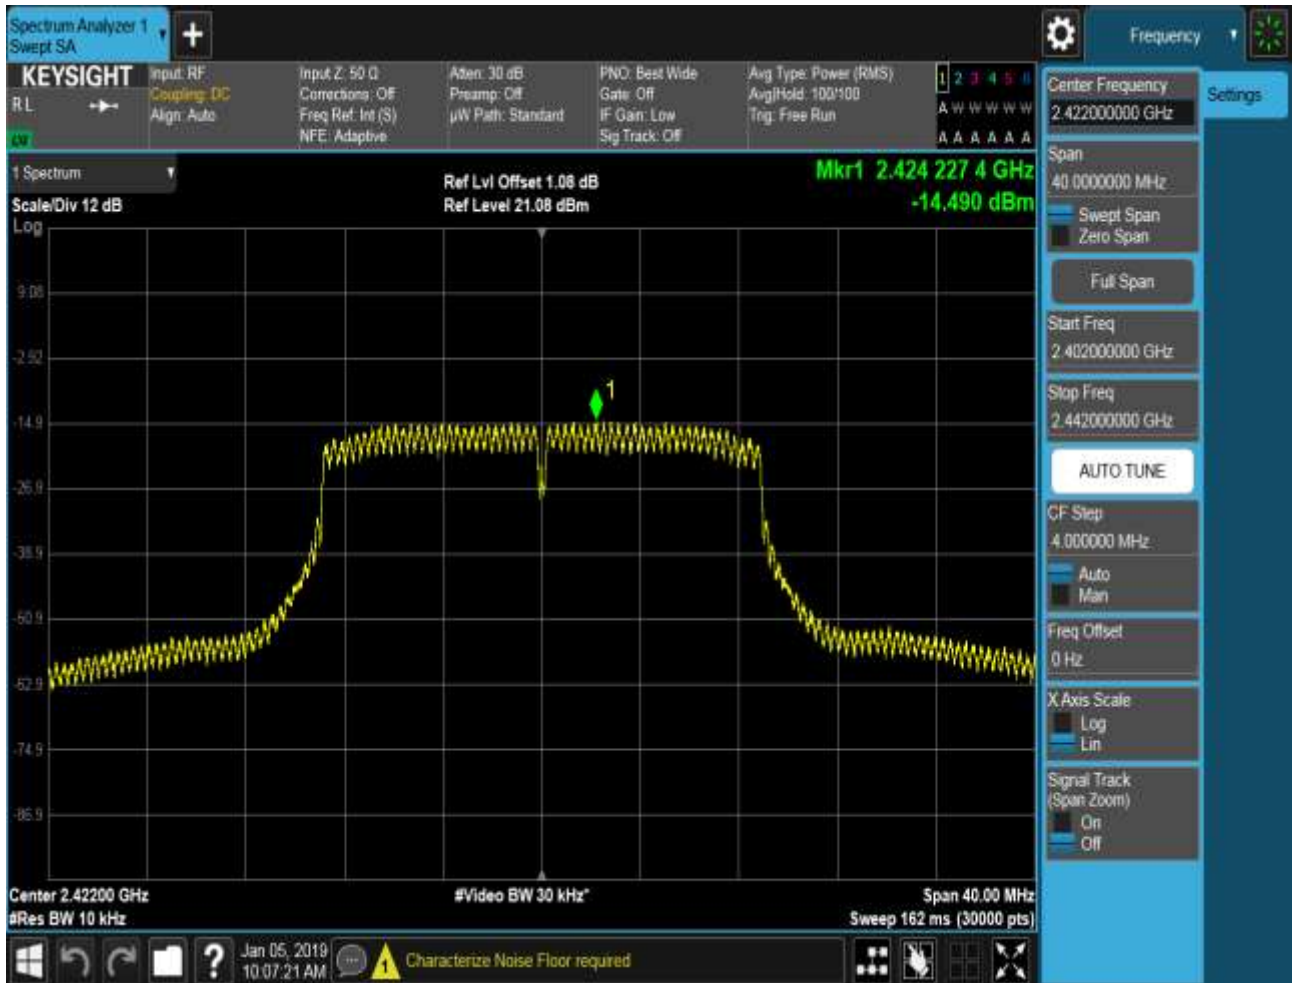 Spectrum Analyzer 1
Swept SA
+
Frequency
KEYSIGHT
R L
Input: RF
Coupling: DC
Align: Auto
Input Z: 50 Ω
Corrections: Off
Freq Ref: Int (S)
NFE: Adaptive
Atten: 30 dB
Preamp: Off
µW Path: Standard
PNO: Best Wide
Gate: Off
IF Gain: Low
Sig Track: Off
Avg Type: Power (RMS)
Avg|Hold: 100/100
Trig: Free Run
1 2 3 4 5 6
A W W W W W
A A A A A A
1 Spectrum
Scale/Div 12 dB
Log
Ref Lvl Offset 1.08 dB
Ref Level 21.08 dBm
Mkr1 2.424 227 4 GHz
-14.490 dBm
9.08
-2.92
-14.9
-26.9
-38.9
-50.9
-62.9
-74.9
-86.9
1
Center 2.42200 GHz
#Res BW 10 kHz
#Video BW 30 kHz*
Span 40.00 MHz
Sweep 162 ms (30000 pts)
Settings
Center Frequency
2.422000000 GHz
Span
40.0000000 MHz
Swept Span
Zero Span
Full Span
Start Freq
2.402000000 GHz
Stop Freq
2.442000000 GHz
AUTO TUNE
CF Step
4.000000 MHz
Auto
Man
Freq Offset
0 Hz
X Axis Scale
Log
Lin
Signal Track
(Span Zoom)
On
Off
?
Jan 05, 2019
10:07:21 AM
1
Characterize Noise Floor required